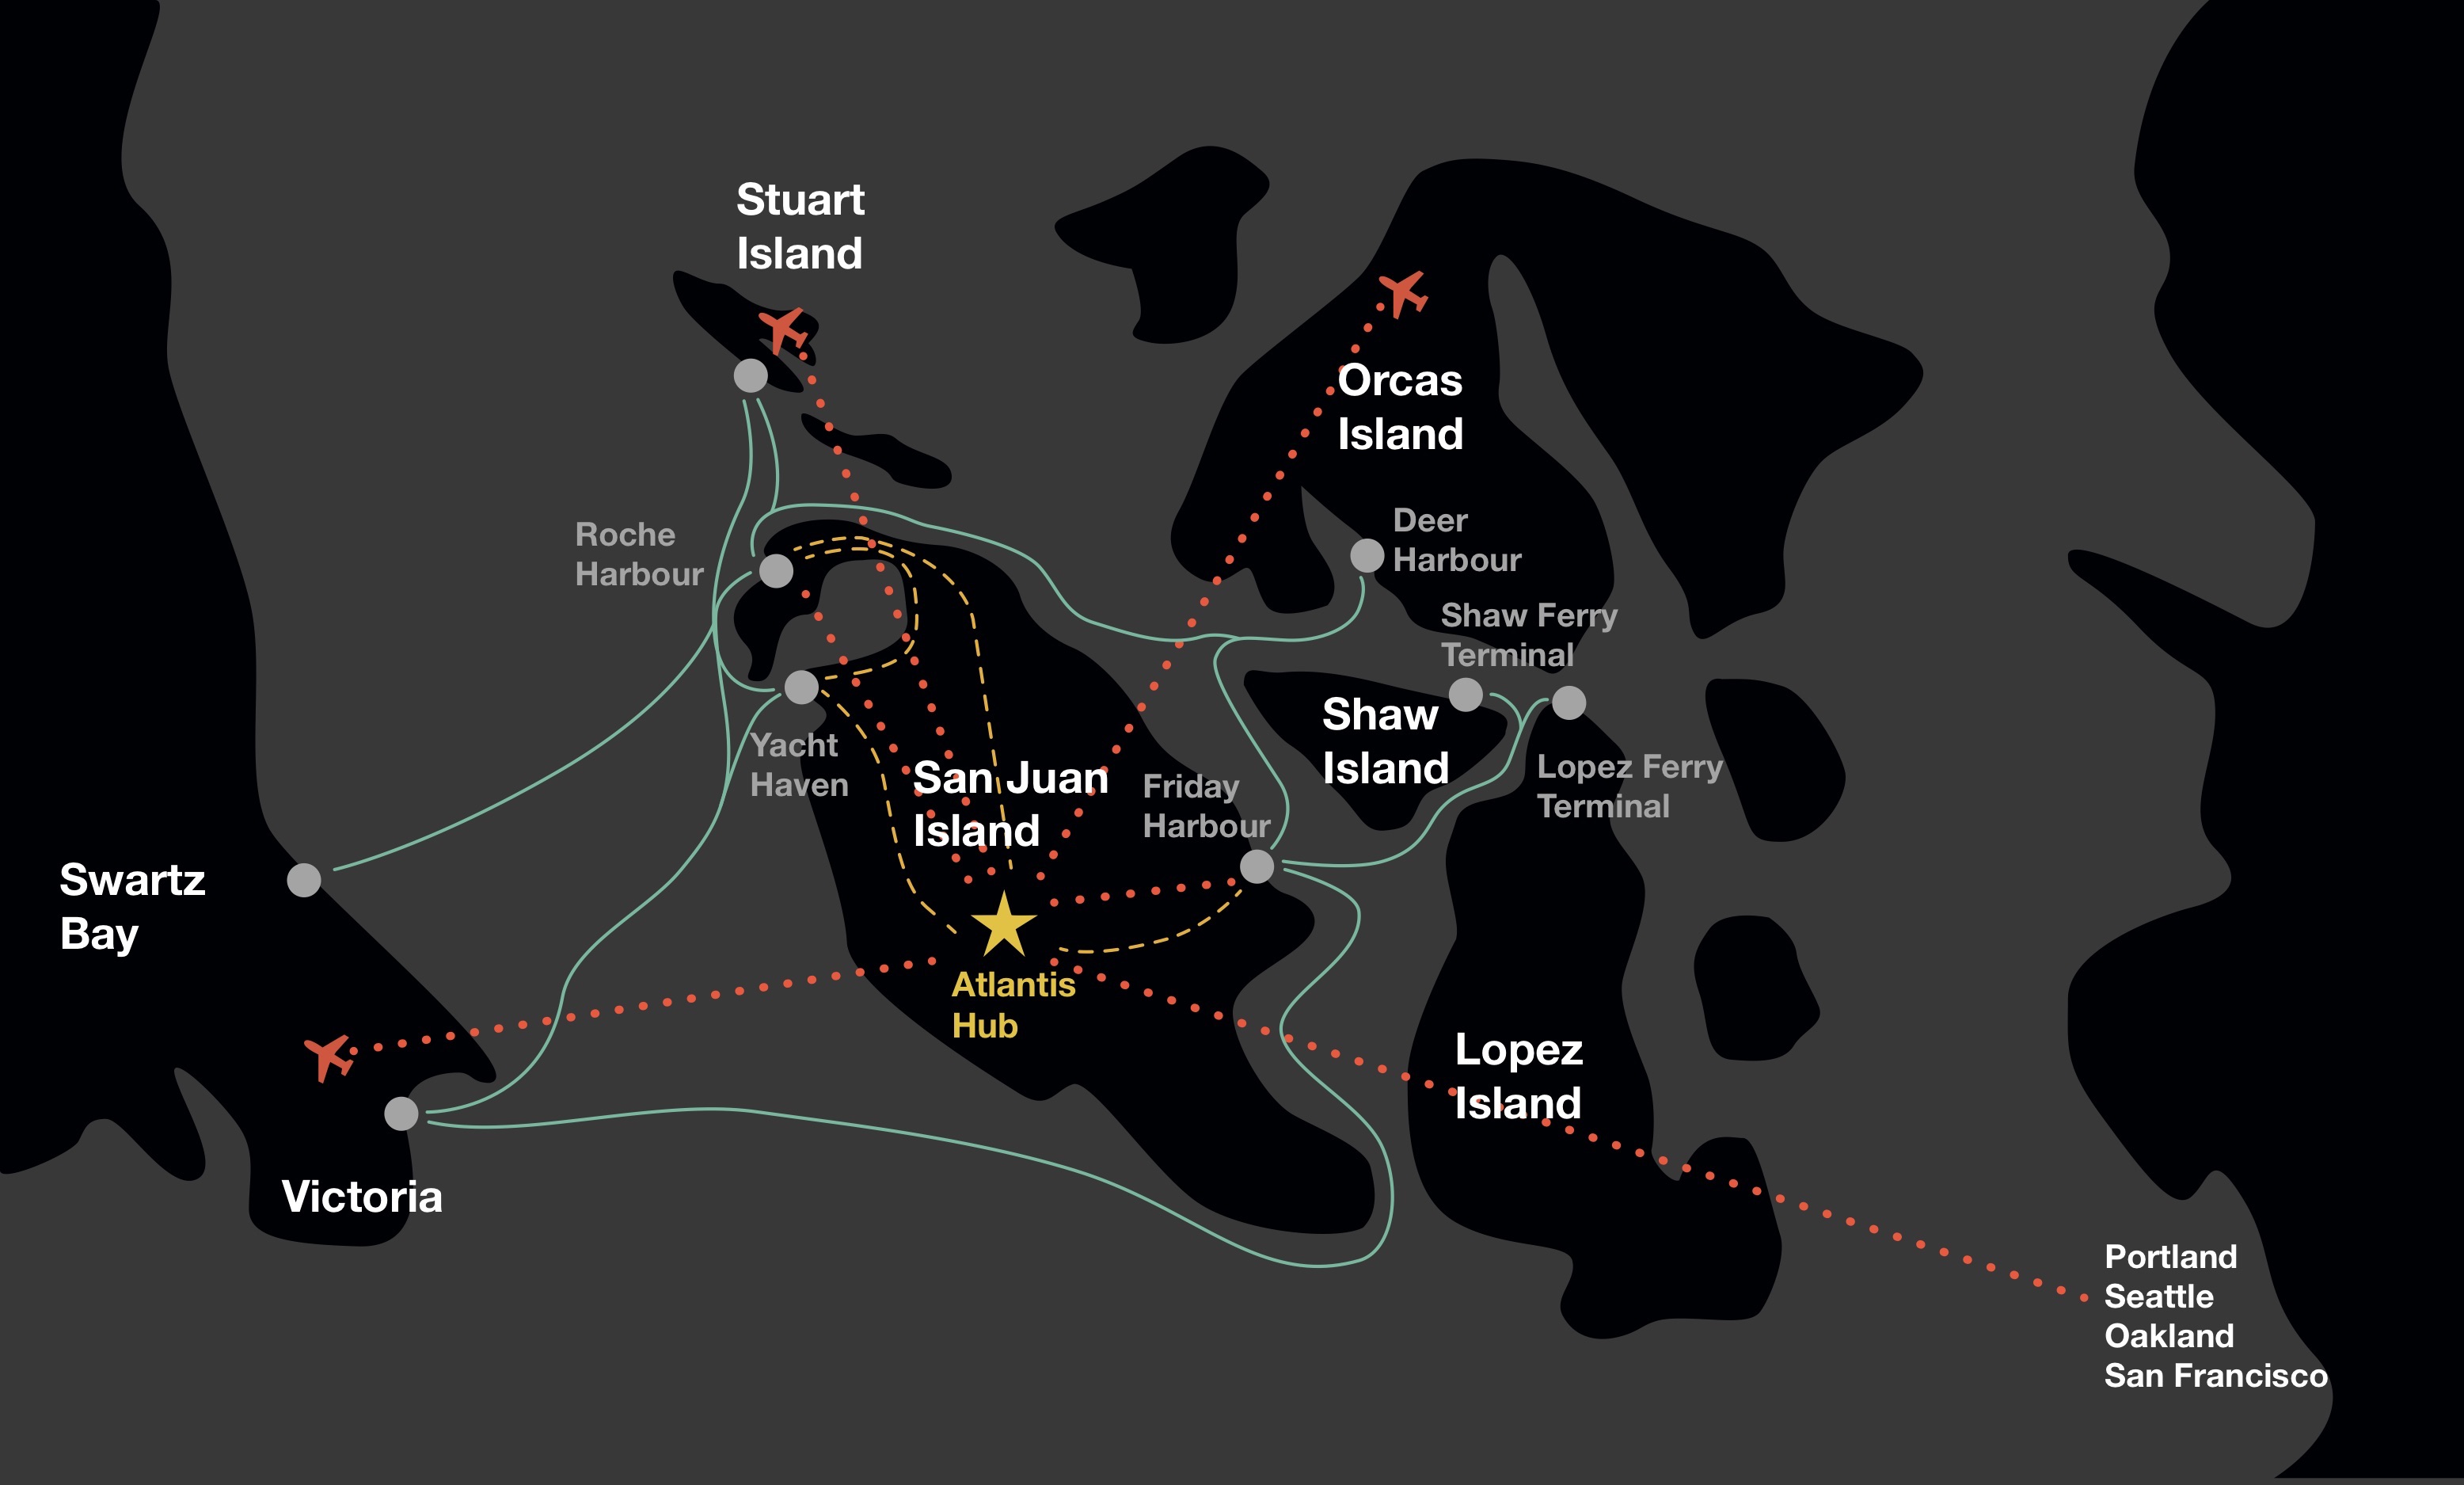 Stuart
Island
Orcas
Island
Roche
Harbour
Deer
Harbour
Shaw Ferry
Terminal
Shaw
Island
Yacht
Haven
San Juan
Island
Friday
Harbour
Lopez Ferry
Terminal
Swartz
Bay
Atlantis
Hub
Lopez
Island
Victoria
Portland
Seattle
Oakland
San Francisco